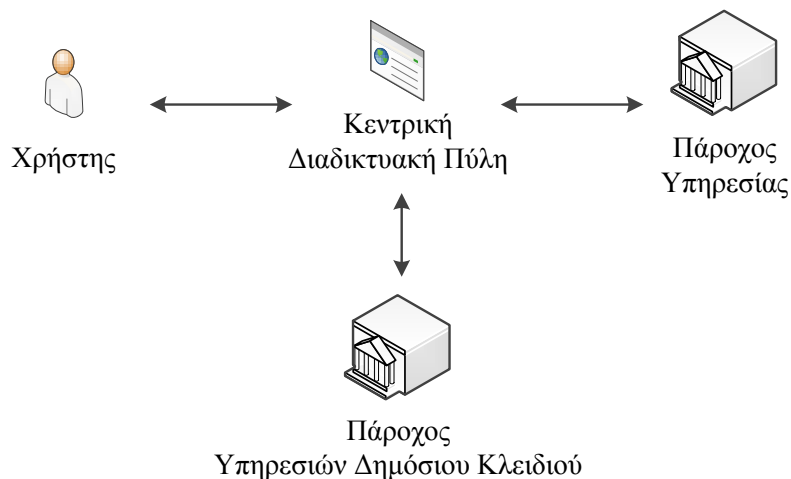 Χρήστης
Κεντρική
Διαδικτυακή Πύλη
Πάροχος
Υπηρεσίας
Πάροχος
Υπηρεσιών Δημόσιου Κλειδιού